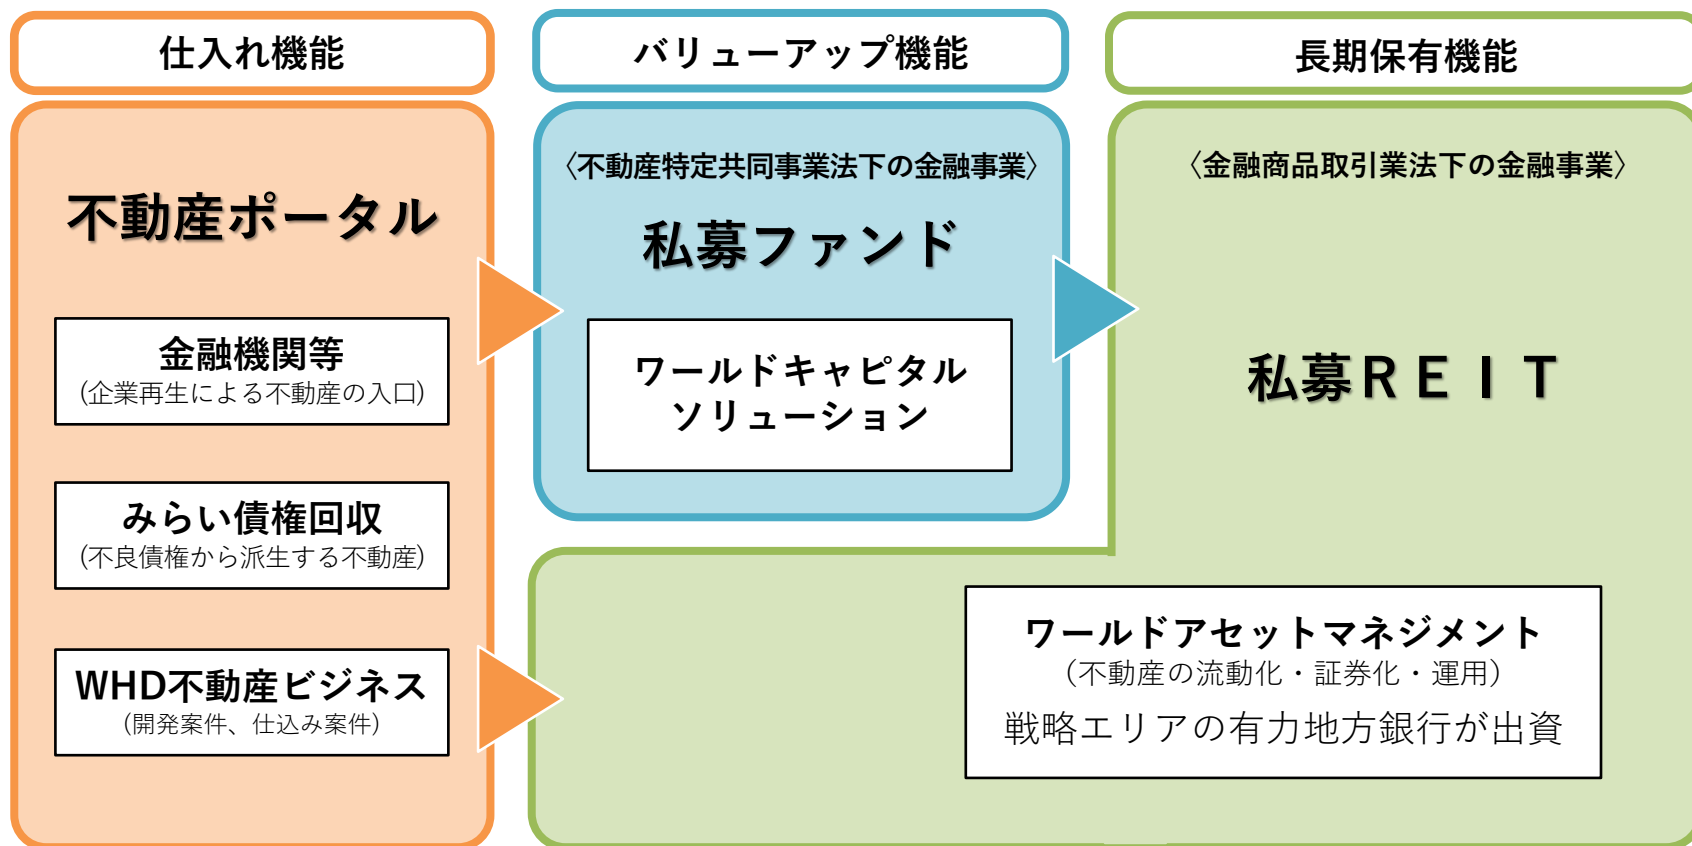 仕入れ機能
バリューアップ機能
長期保有機能
不動産ポータル
金融機関等
(企業再生による不動産の入口)
みらい債権回収
(不良債権から派生する不動産)
WHD不動産ビジネス
(開発案件、仕込み案件)
〈不動産特定共同事業法下の金融事業〉
私募ファンド
ワールドキャピタル
ソリューション
〈金融商品取引業法下の金融事業〉
私募ＲＥＩＴ
ワールドアセットマネジメント
（不動産の流動化・証券化・運用）
戦略エリアの有力地方銀行が出資